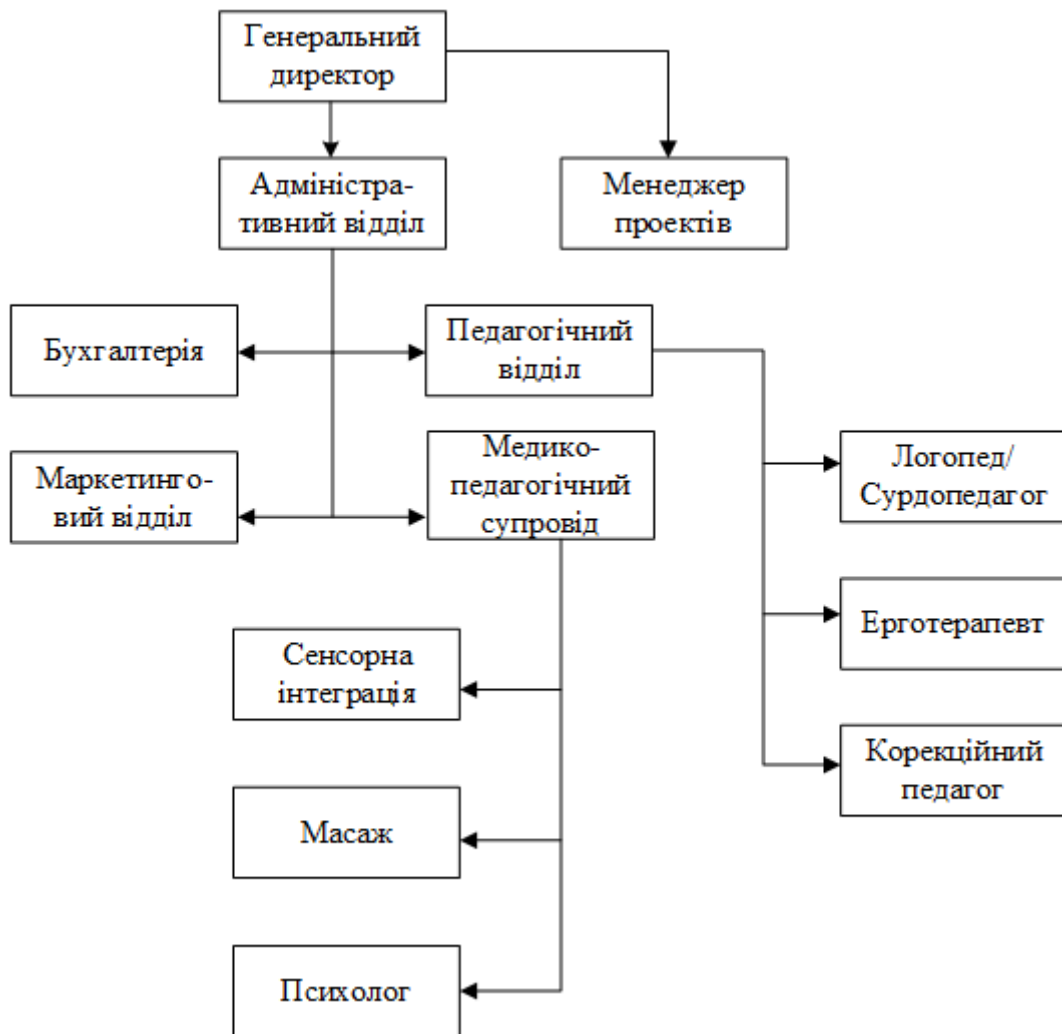 Генеральний
директор
Адміністра-
тивний відділ
Менеджер
проектів
Бухгалтерія
Педагогічний
відділ
Маркетинго-
вий відділ
Медико-
педагогічний
супровід
Логопед/
Сурдопедагог
Ерготерапевт
Корекційний
педагог
Сенсорна
інтеграція
Масаж
Психолог